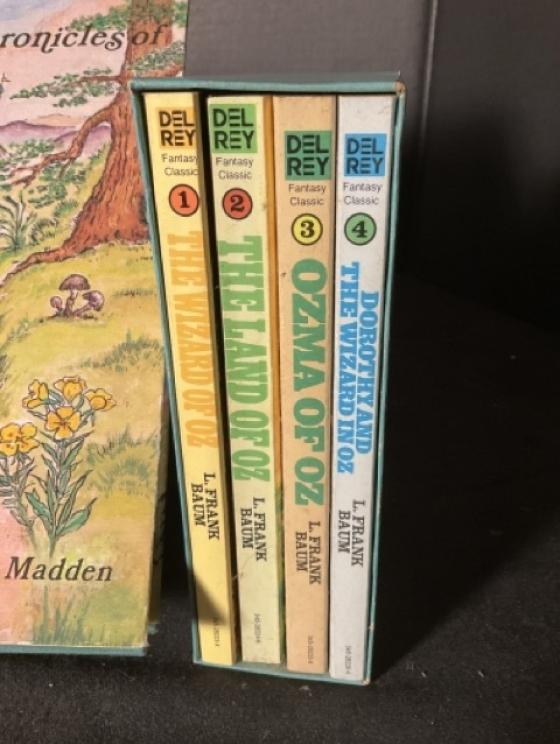 ronicles of
Madden
DEL
REY
Fantasy
Classic
1
THE WIZARD OF OZ
L. FRANK
BAUM
DEL
REY
Fantasy
Classic
2
THE LAND OF OZ
L. FRANK
BAUM
DEL
REY
Fantasy
Classic
3
OZMA OF OZ
L. FRANK
BAUM
DEL
REY
Fantasy
Classic
4
DOROTHY AND
THE WIZARD IN OZ
L. FRANK
BAUM